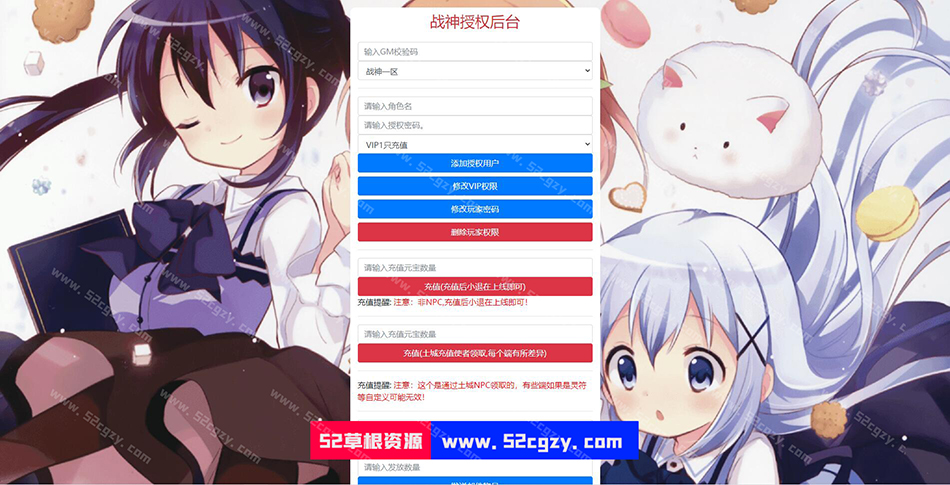 战神授权后台
输入GM校验码
战神一区
请输入角色名
请输入授权密码。
VIP1只充值
添加授权用户
修改VIP权限
修改玩家密码
删除玩家权限
请输入充值元宝数量
充值(充值后小退在上线即可)
充值提醒: 注意：非NPC,充值后小退在上线即可!
请输入充值元宝数量
充值(土城充值使者领取,每个端有所差异)
充值提醒: 注意：这个是通过土城NPC领取的，有些端如果是灵符
等自定义可能无效!
52草根资源 www.52cgzy.com
请输入发放数量
www.52cgzy.com